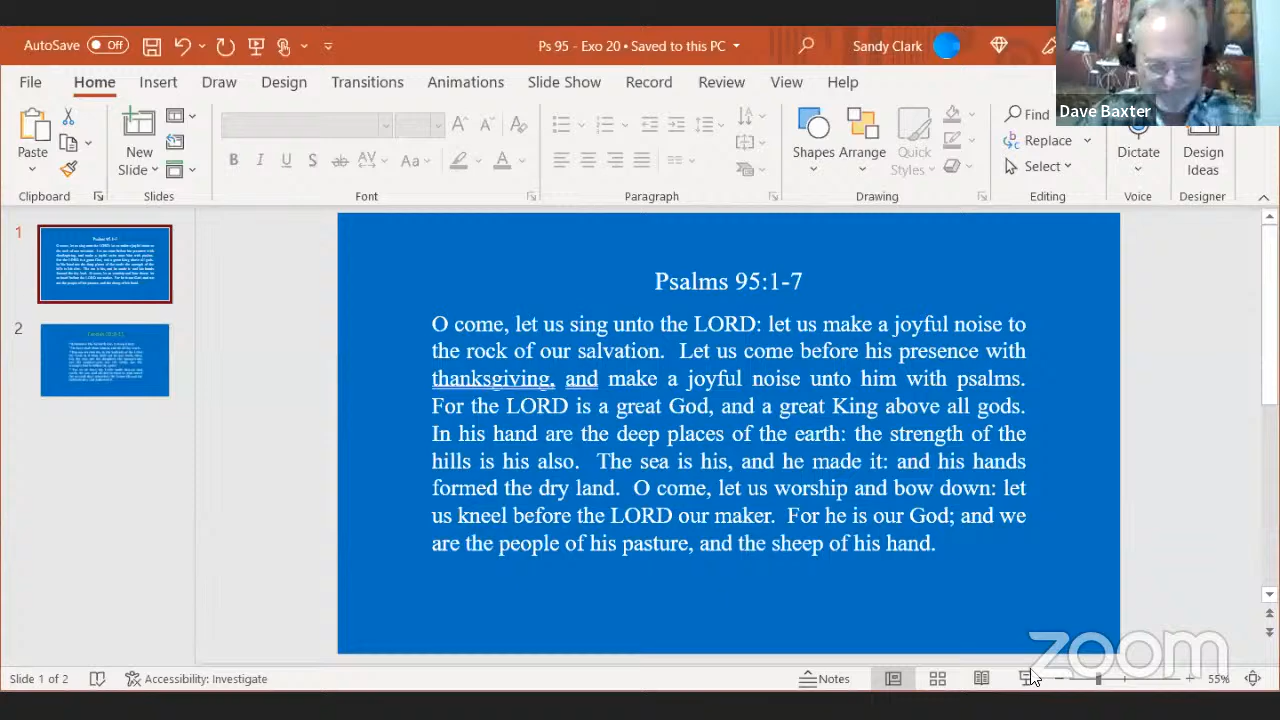 AutoSave Off
Ps 95 - Exo 20 • Saved to this PC
Sandy Clark
File Home Insert Draw Design Transitions Animations Slide Show Record Review View Help
Dave Baxter
Paste
New
Slide
Find
Replace
Select
Shapes Arrange Quick
Styles
Dictate Design
Ideas
Clipboard Slides Font Paragraph Drawing Editing Voice Designer
1
2
Psalms 95:1-7
O come, let us sing unto the LORD: let us make a joyful noise to
the rock of our salvation. Let us come before his presence with
thanksgiving, and make a joyful noise unto him with psalms.
For the LORD is a great God, and a great King above all gods.
In his hand are the deep places of the earth: the strength of the
hills is his also. The sea is his, and he made it: and his hands
formed the dry land. O come, let us worship and bow down: let
us kneel before the LORD our maker. For he is our God; and we
are the people of his pasture, and the sheep of his hand.
zoom
Slide 1 of 2 Accessibility: Investigate Notes 55%